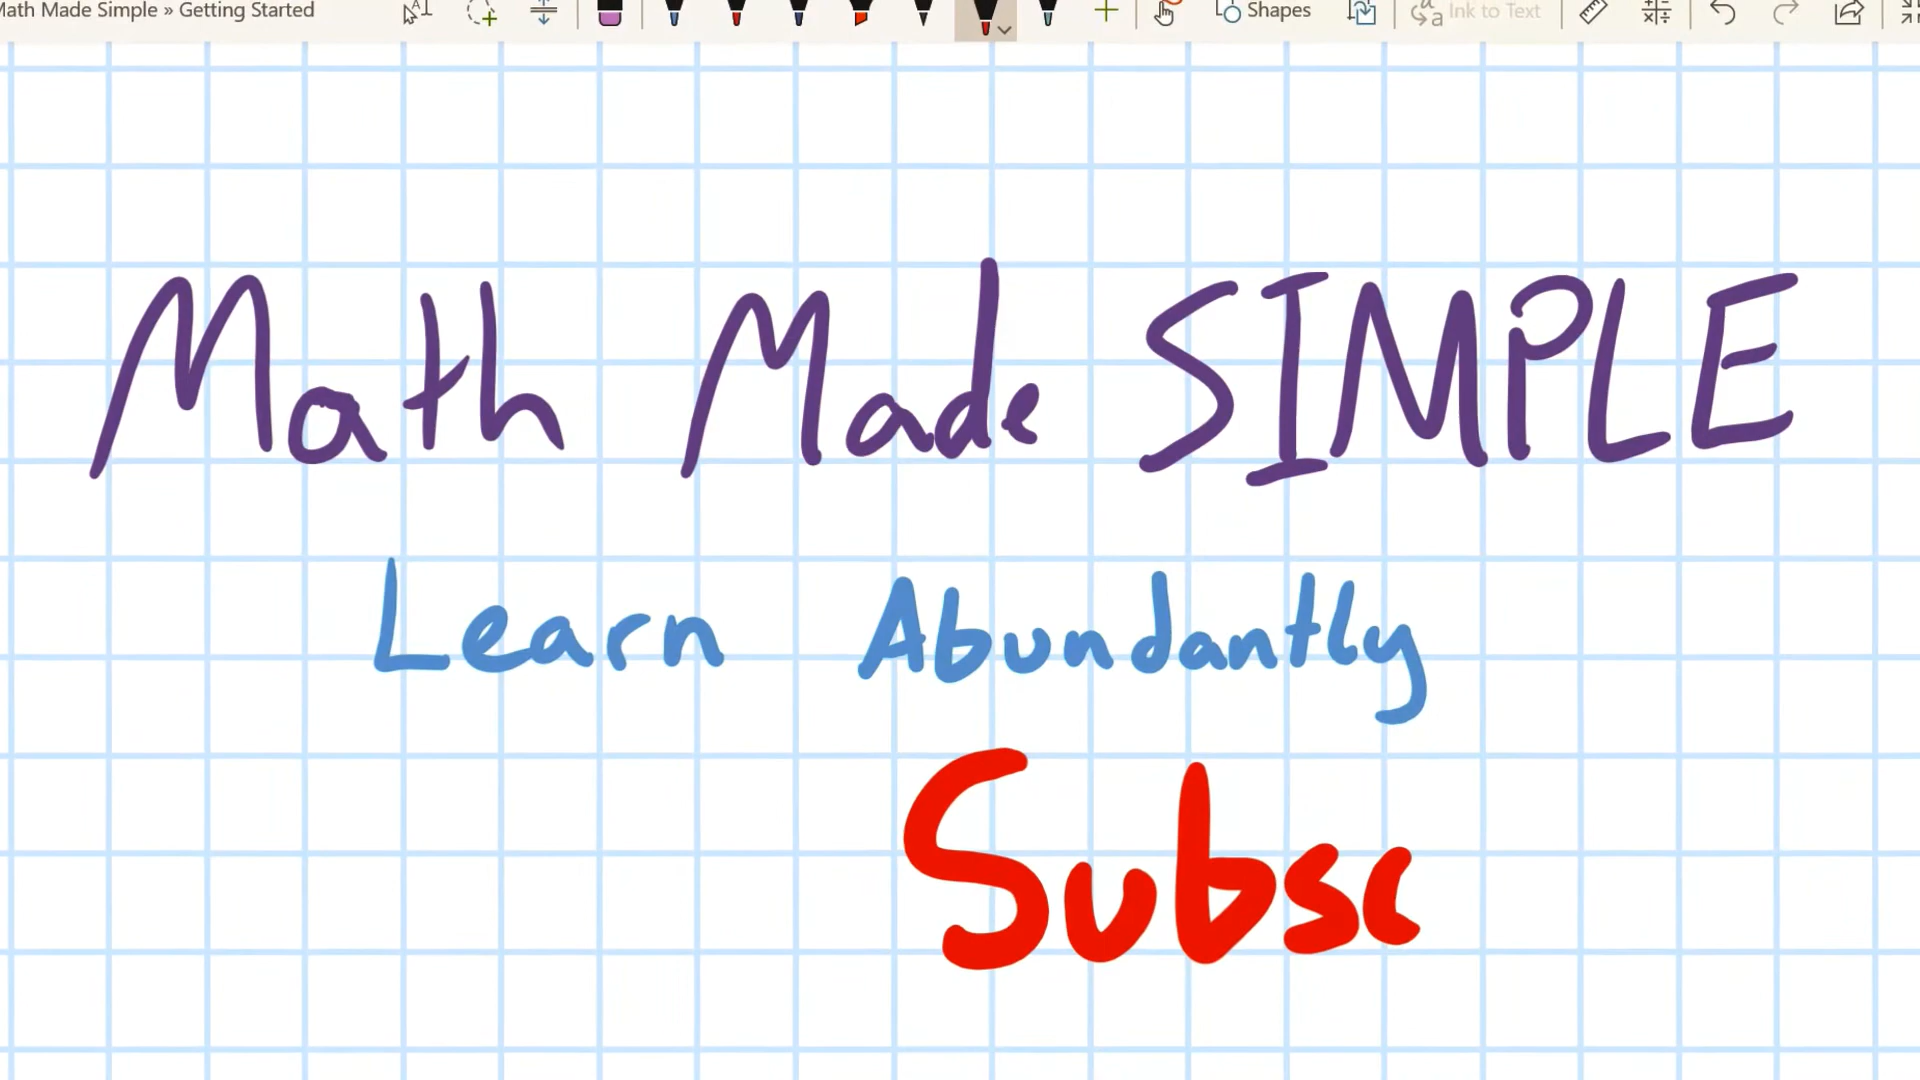 Math Made Simple » Getting Started Shapes Ink to Text
Math Made SIMPLE
Learn Abundantly
Subsc